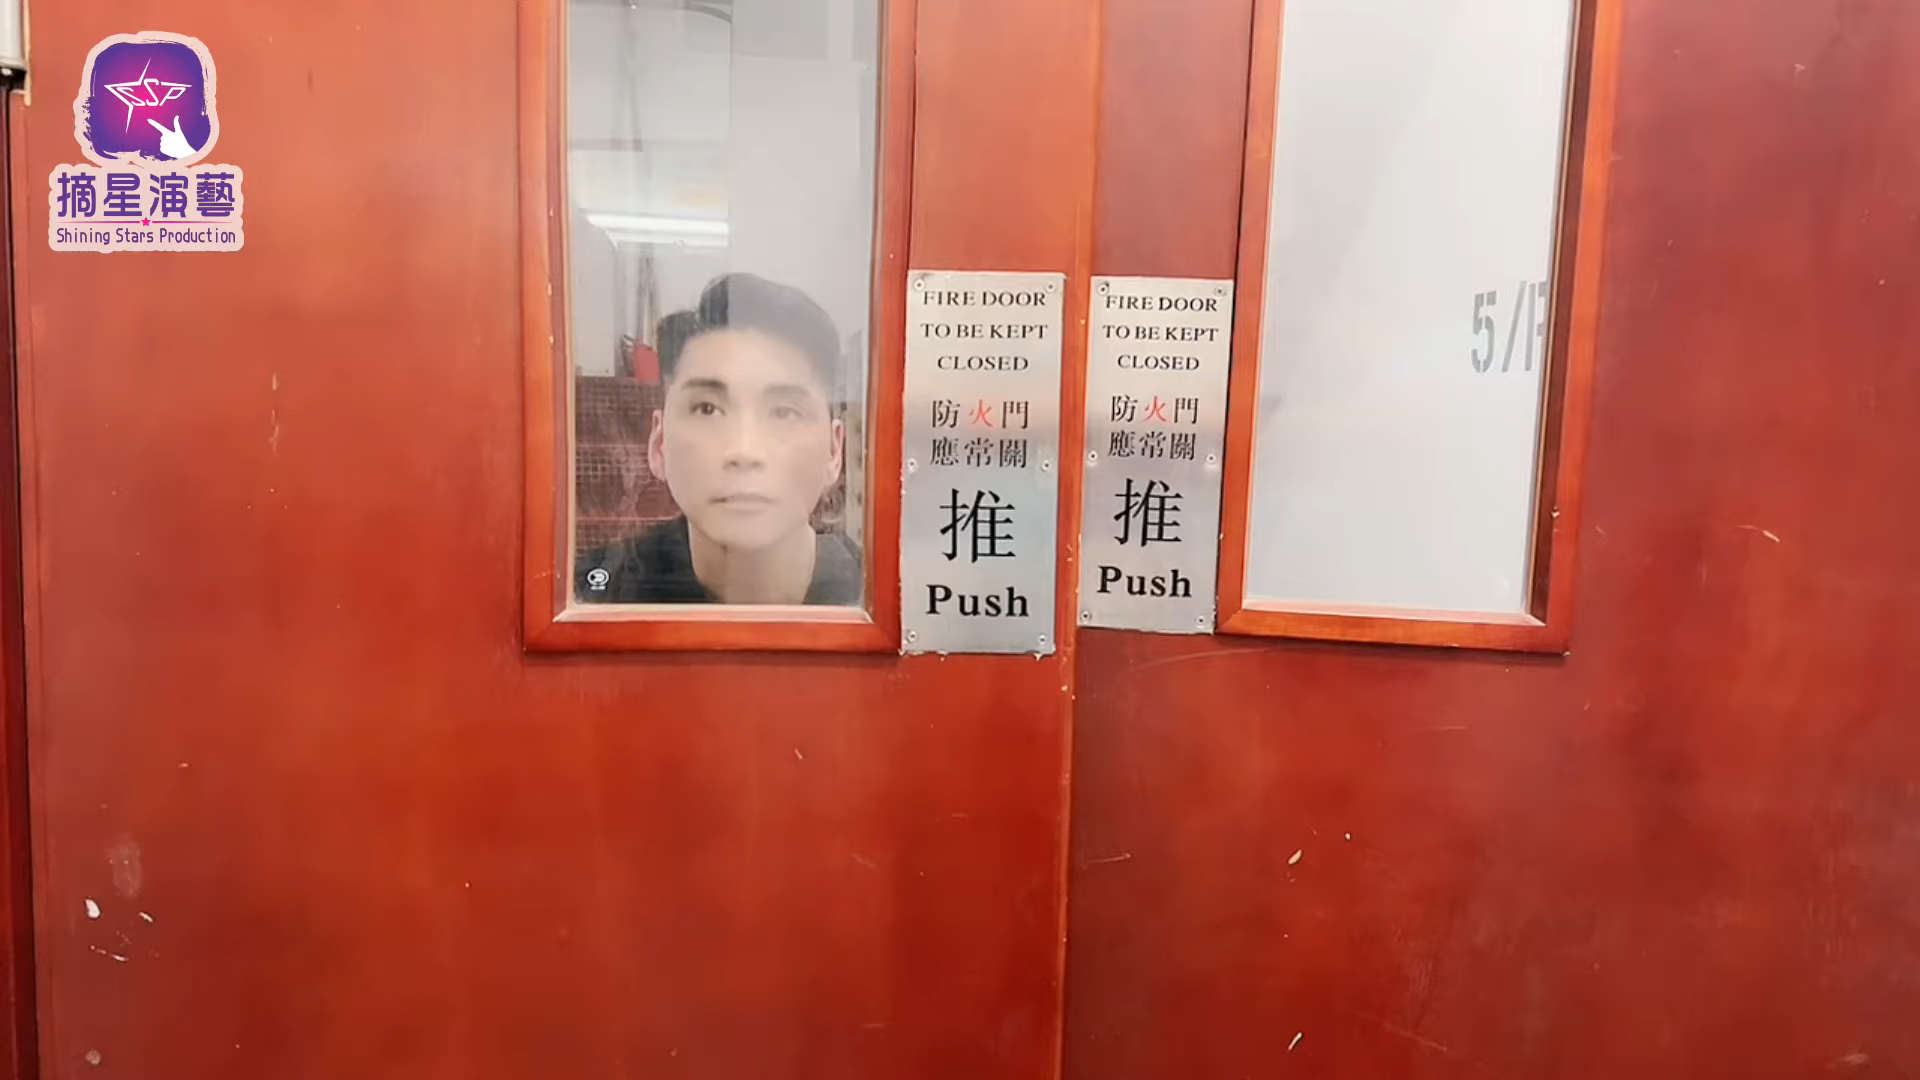 SSP
摘星演藝
Shining Stars Production
FIRE DOOR
TO BE KEPT
CLOSED
防火門
應常關
推
Push
FIRE DOOR
TO BE KEPT
CLOSED
防火門
應常關
推
Push
5/F